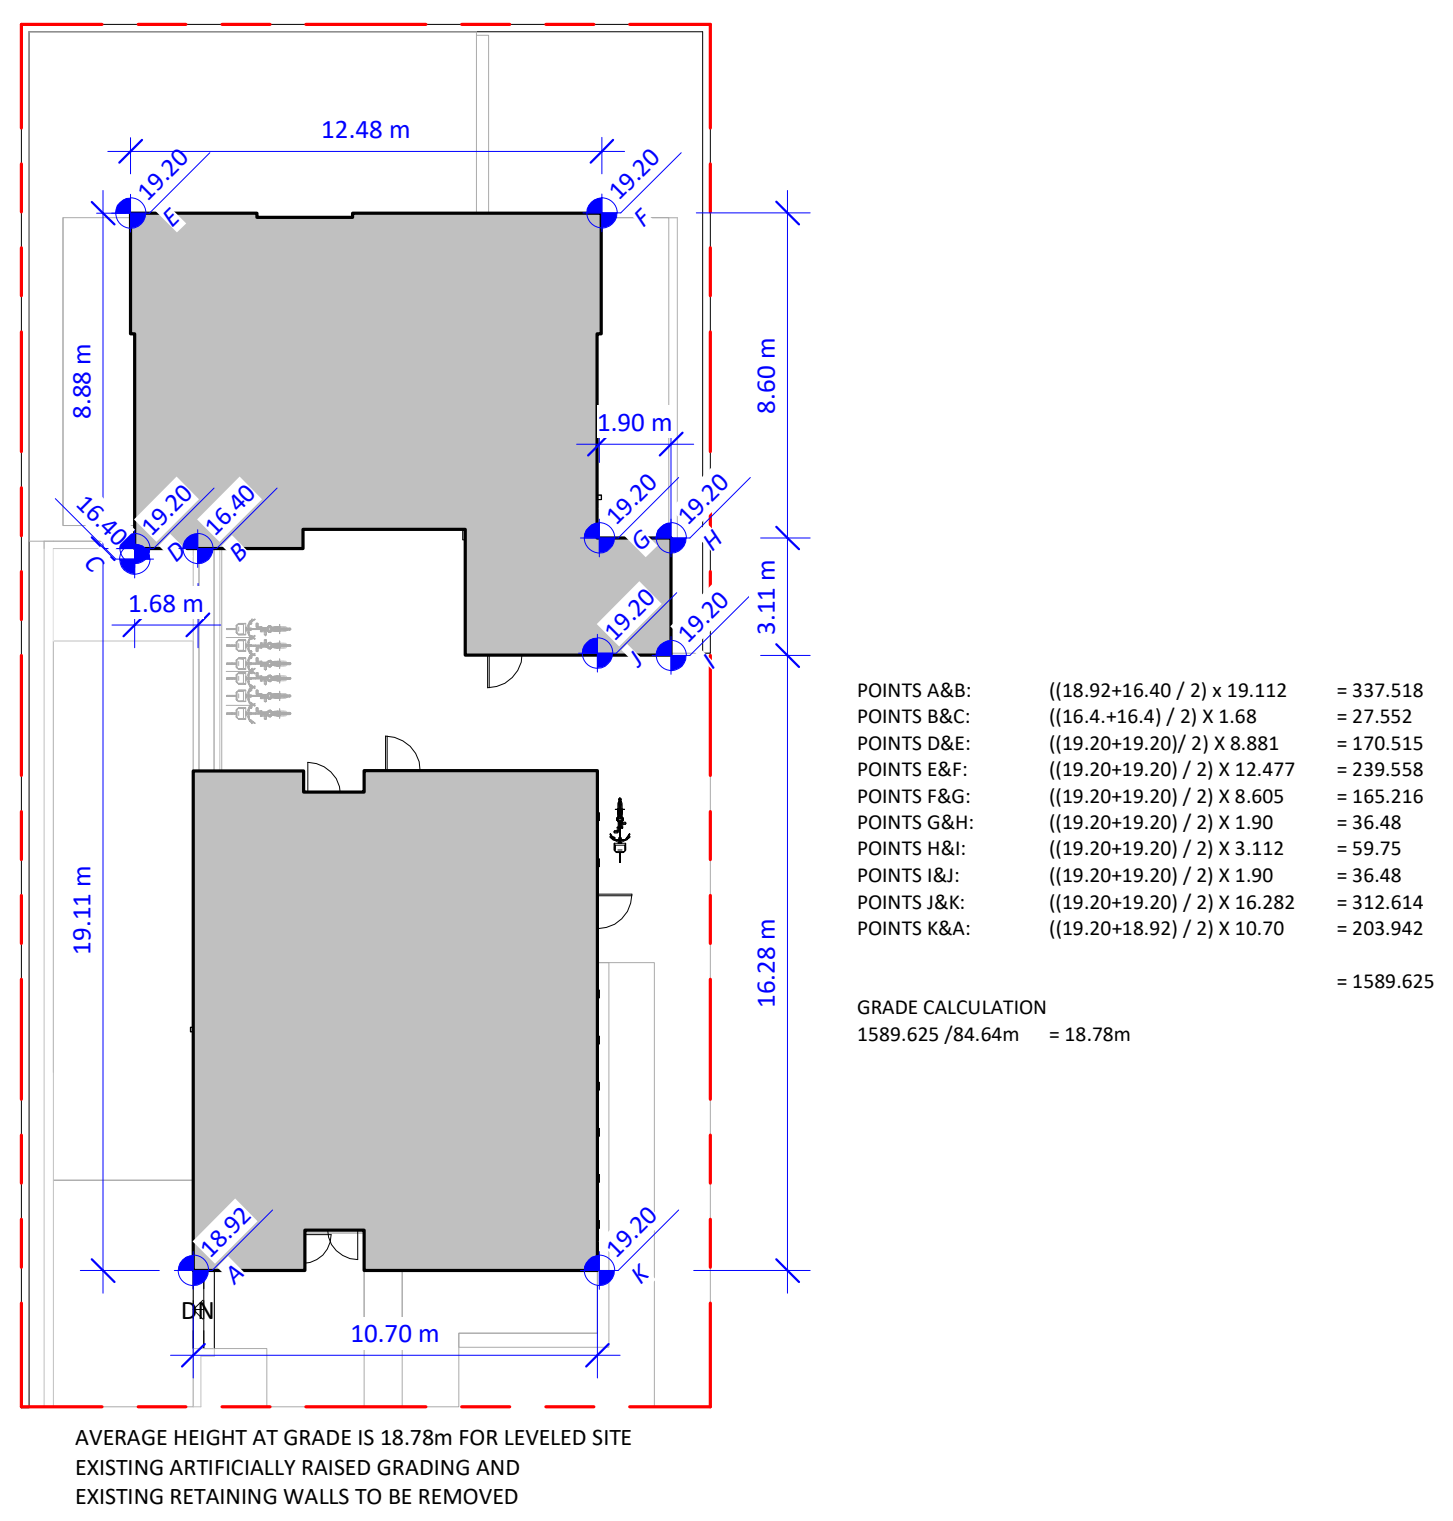 12.48 m
19.20
E
19.20
F
8.88 m
8.60 m
1.90 m
16.40
C
19.20
D
16.40
B
19.20
G
19.20
H
1.68 m
19.20
J
19.20
I
3.11 m
POINTS A&B: ((18.92+16.40 / 2) x 19.112 = 337.518
POINTS B&C: ((16.4.+16.4) / 2) X 1.68 = 27.552
POINTS D&E: ((19.20+19.20)/ 2) X 8.881 = 170.515
POINTS E&F: ((19.20+19.20) / 2) X 12.477 = 239.558
POINTS F&G: ((19.20+19.20) / 2) X 8.605 = 165.216
POINTS G&H: ((19.20+19.20) / 2) X 1.90 = 36.48
POINTS H&I: ((19.20+19.20) / 2) X 3.112 = 59.75
POINTS I&J: ((19.20+19.20) / 2) X 1.90 = 36.48
POINTS J&K: ((19.20+19.20) / 2) X 16.282 = 312.614
POINTS K&A: ((19.20+18.92) / 2) X 10.70 = 203.942
= 1589.625
GRADE CALCULATION
1589.625 /84.64m = 18.78m
19.11 m
16.28 m
18.92
A
19.20
K
DN
10.70 m
AVERAGE HEIGHT AT GRADE IS 18.78m FOR LEVELED SITE
EXISTING ARTIFICIALLY RAISED GRADING AND
EXISTING RETAINING WALLS TO BE REMOVED